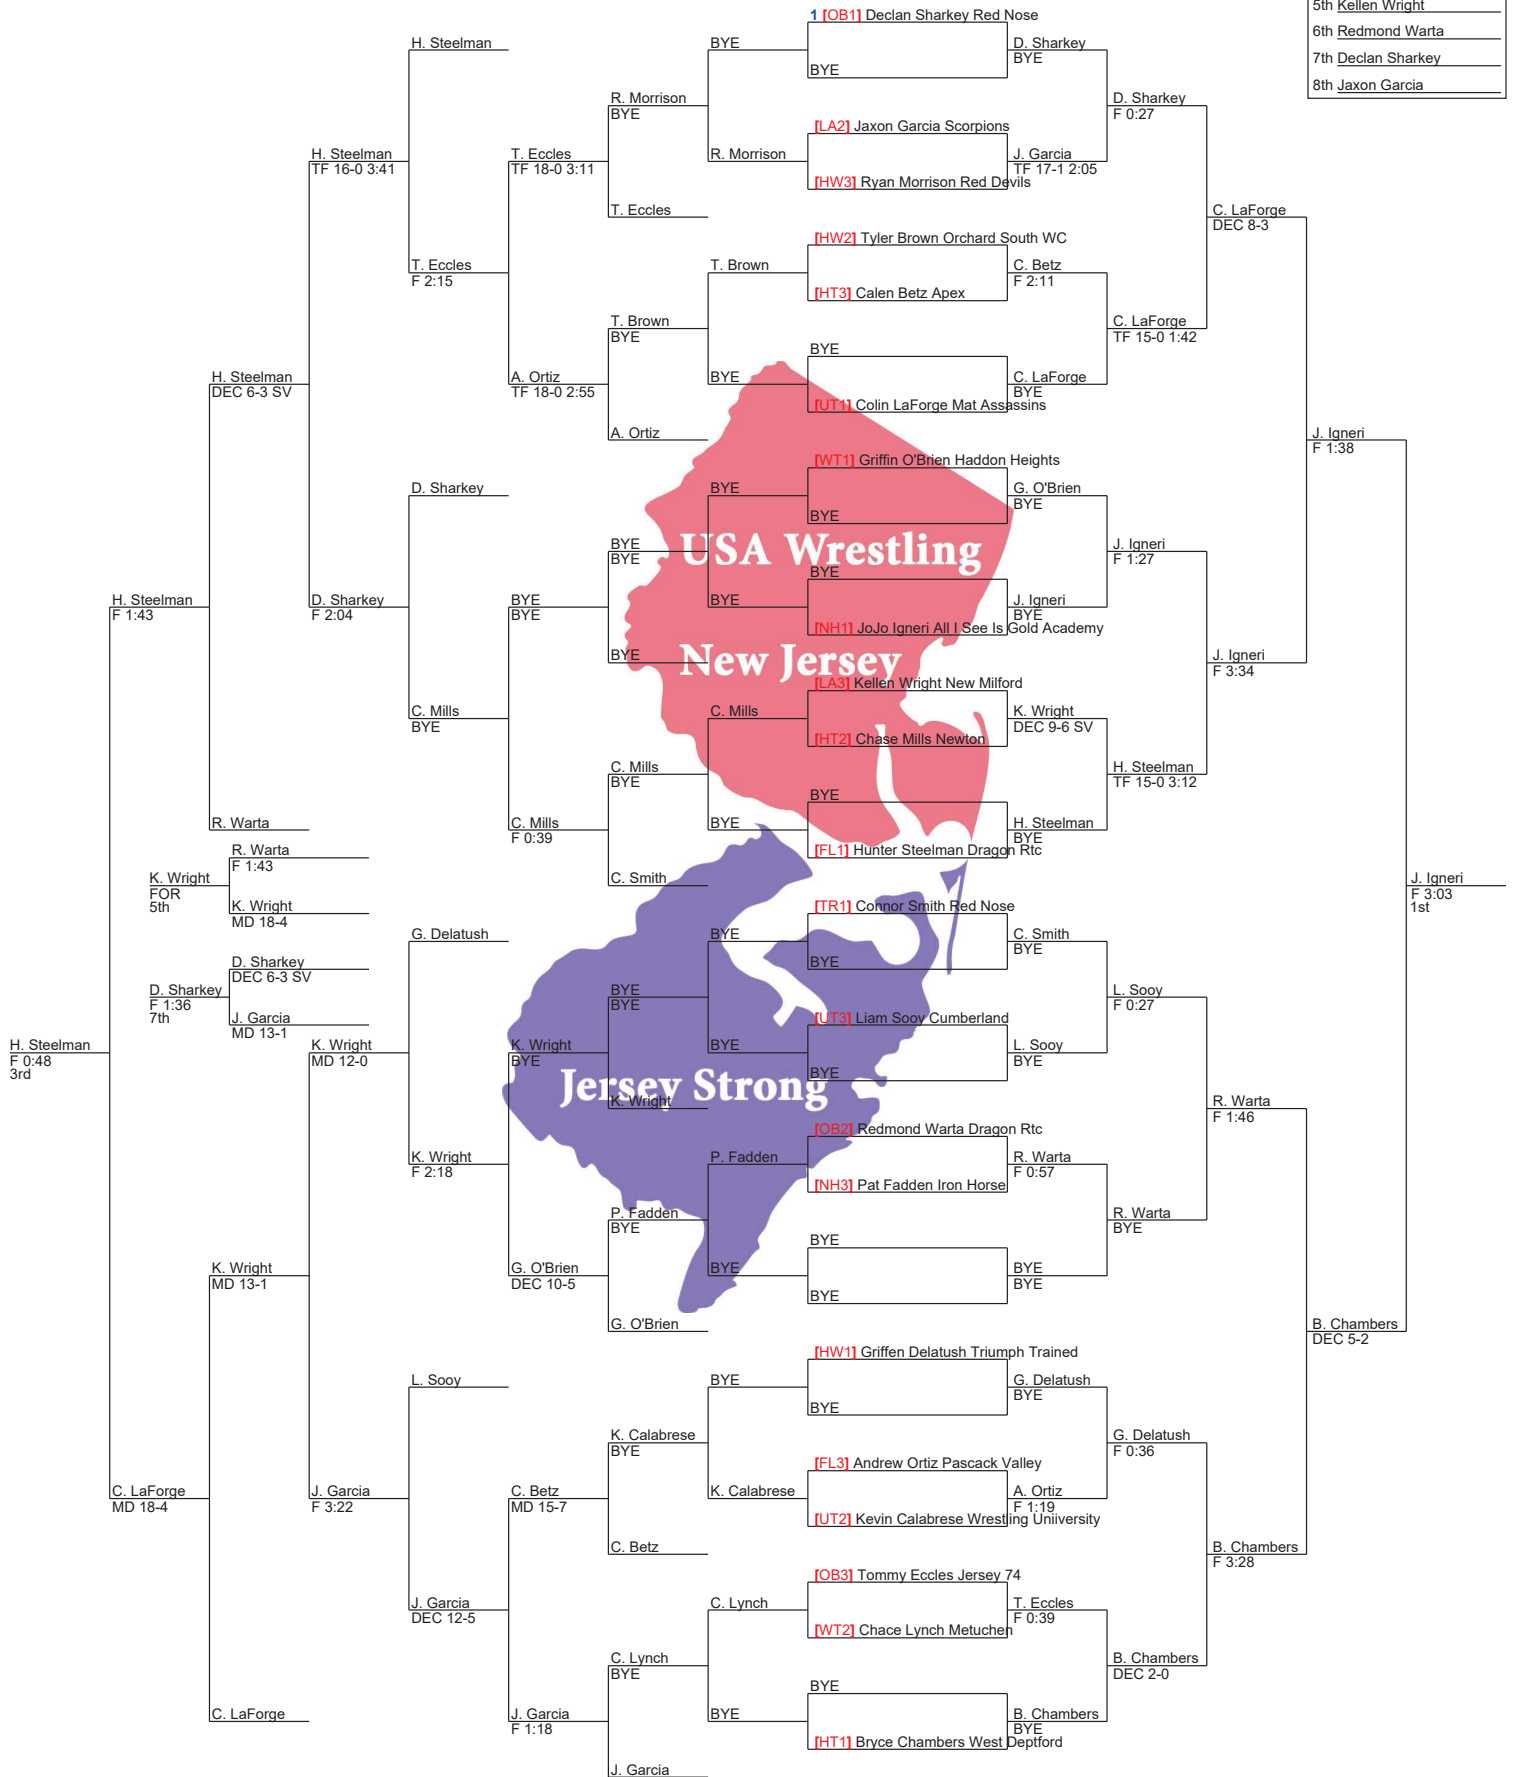 5th Kellen Wright
6th Redmond Warta
7th Declan Sharkey
8th Jaxon Garcia
1 [OB1] Declan Sharkey Red Nose
BYE
[LA2] Jaxon Garcia Scorpions
[HW3] Ryan Morrison Red Devils
[HW2] Tyler Brown Orchard South WC
[HT3] Calen Betz Apex
BYE
[UT1] Colin LaForge Mat Assassins
[WT1] Griffin O'Brien Haddon Heights
BYE
BYE
[NH1] JoJo Igneri All I See Is Gold Academy
[LA3] Kellen Wright New Milford
[HT2] Chase Mills Newton
BYE
[FL1] Hunter Steelman Dragon Rtc
[TR1] Connor Smith Red Nose
BYE
[UT3] Liam Sooy Cumberland
BYE
[OB2] Redmond Warta Dragon Rtc
[NH3] Pat Fadden Iron Horse
BYE
BYE
[HW1] Griffen Delatush Triumph Trained
BYE
[FL3] Andrew Ortiz Pascack Valley
[UT2] Kevin Calabrese Wrestling Uniiversity
[OB3] Tommy Eccles Jersey 74
[WT2] Chace Lynch Metuchen
BYE
[HT1] Bryce Chambers West Deptford
D. Sharkey
BYE
J. Garcia
TF 17-1 2:05
C. Betz
F 2:11
C. LaForge
BYE
G. O'Brien
BYE
J. Igneri
BYE
K. Wright
DEC 9-6 SV
H. Steelman
BYE
C. Smith
BYE
L. Sooy
BYE
R. Warta
F 0:57
BYE
BYE
G. Delatush
BYE
A. Ortiz
F 1:19
T. Eccles
F 0:39
B. Chambers
BYE
D. Sharkey
F 0:27
C. LaForge
TF 15-0 1:42
J. Igneri
F 1:27
H. Steelman
TF 15-0 3:12
L. Sooy
F 0:27
R. Warta
BYE
G. Delatush
F 0:36
B. Chambers
DEC 2-0
C. LaForge
DEC 8-3
J. Igneri
F 3:34
R. Warta
F 1:46
B. Chambers
F 3:28
J. Igneri
F 1:38
B. Chambers
DEC 5-2
J. Igneri
F 3:03
1st
BYE
R. Morrison
T. Brown
BYE
BYE
BYE
C. Mills
BYE
BYE
BYE
P. Fadden
BYE
BYE
K. Calabrese
C. Lynch
BYE
R. Morrison
BYE
T. Eccles
T. Brown
BYE
A. Ortiz
BYE
BYE
BYE
C. Mills
BYE
C. Smith
BYE
BYE
K. Wright
P. Fadden
BYE
G. O'Brien
K. Calabrese
BYE
C. Betz
C. Lynch
BYE
J. Garcia
T. Eccles
TF 18-0 3:11
A. Ortiz
TF 18-0 2:55
BYE
BYE
C. Mills
F 0:39
K. Wright
BYE
G. O'Brien
DEC 10-5
C. Betz
MD 15-7
J. Garcia
F 1:18
H. Steelman
T. Eccles
F 2:15
D. Sharkey
C. Mills
BYE
G. Delatush
K. Wright
F 2:18
L. Sooy
J. Garcia
DEC 12-5
H. Steelman
TF 16-0 3:41
D. Sharkey
F 2:04
K. Wright
MD 12-0
J. Garcia
F 3:22
H. Steelman
DEC 6-3 SV
R. Warta
K. Wright
MD 13-1
C. LaForge
H. Steelman
F 1:43
C. LaForge
MD 18-4
H. Steelman
F 0:48
3rd
R. Warta
F 1:43
K. Wright
FOR
5th
K. Wright
MD 18-4
D. Sharkey
DEC 6-3 SV
D. Sharkey
F 1:36
7th
J. Garcia
MD 13-1
USA Wrestling
New Jersey
Jersey Strong